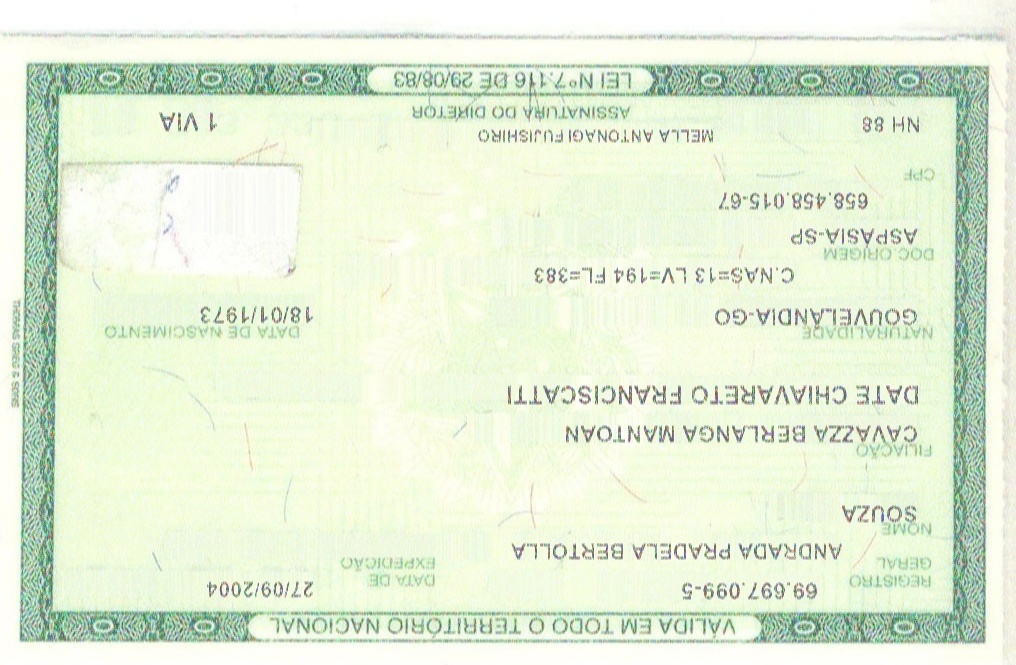 VÁLIDA EM TODO O TERRITÓRIO NACIONAL
REGISTRO GERAL 69.697.099-5 DATA DE EXPEDIÇÃO 27/09/2004
NOME ANDRADA PRADELA BERTOLLA
SOUZA
FILIAÇÃO
CAVAZZA BERLANGA MANTOAN
DATE CHIAVARETO FRANCISCATTI
NATURALIDADE DATA DE NASCIMENTO
GOUVELANDIA-GO 18/01/1973
C.NAS=13 LV=194 FL=383
DOC ORIGEM
ASPASIA-SP
658.458.015-67
CPF
MELLA ANTONAGI FUJISHIRO
NH 88 1 VIA
ASSINATURA DO DIRETOR
LEI Nº 7.116 DE 29/08/83
THOMAS GREG & SONS